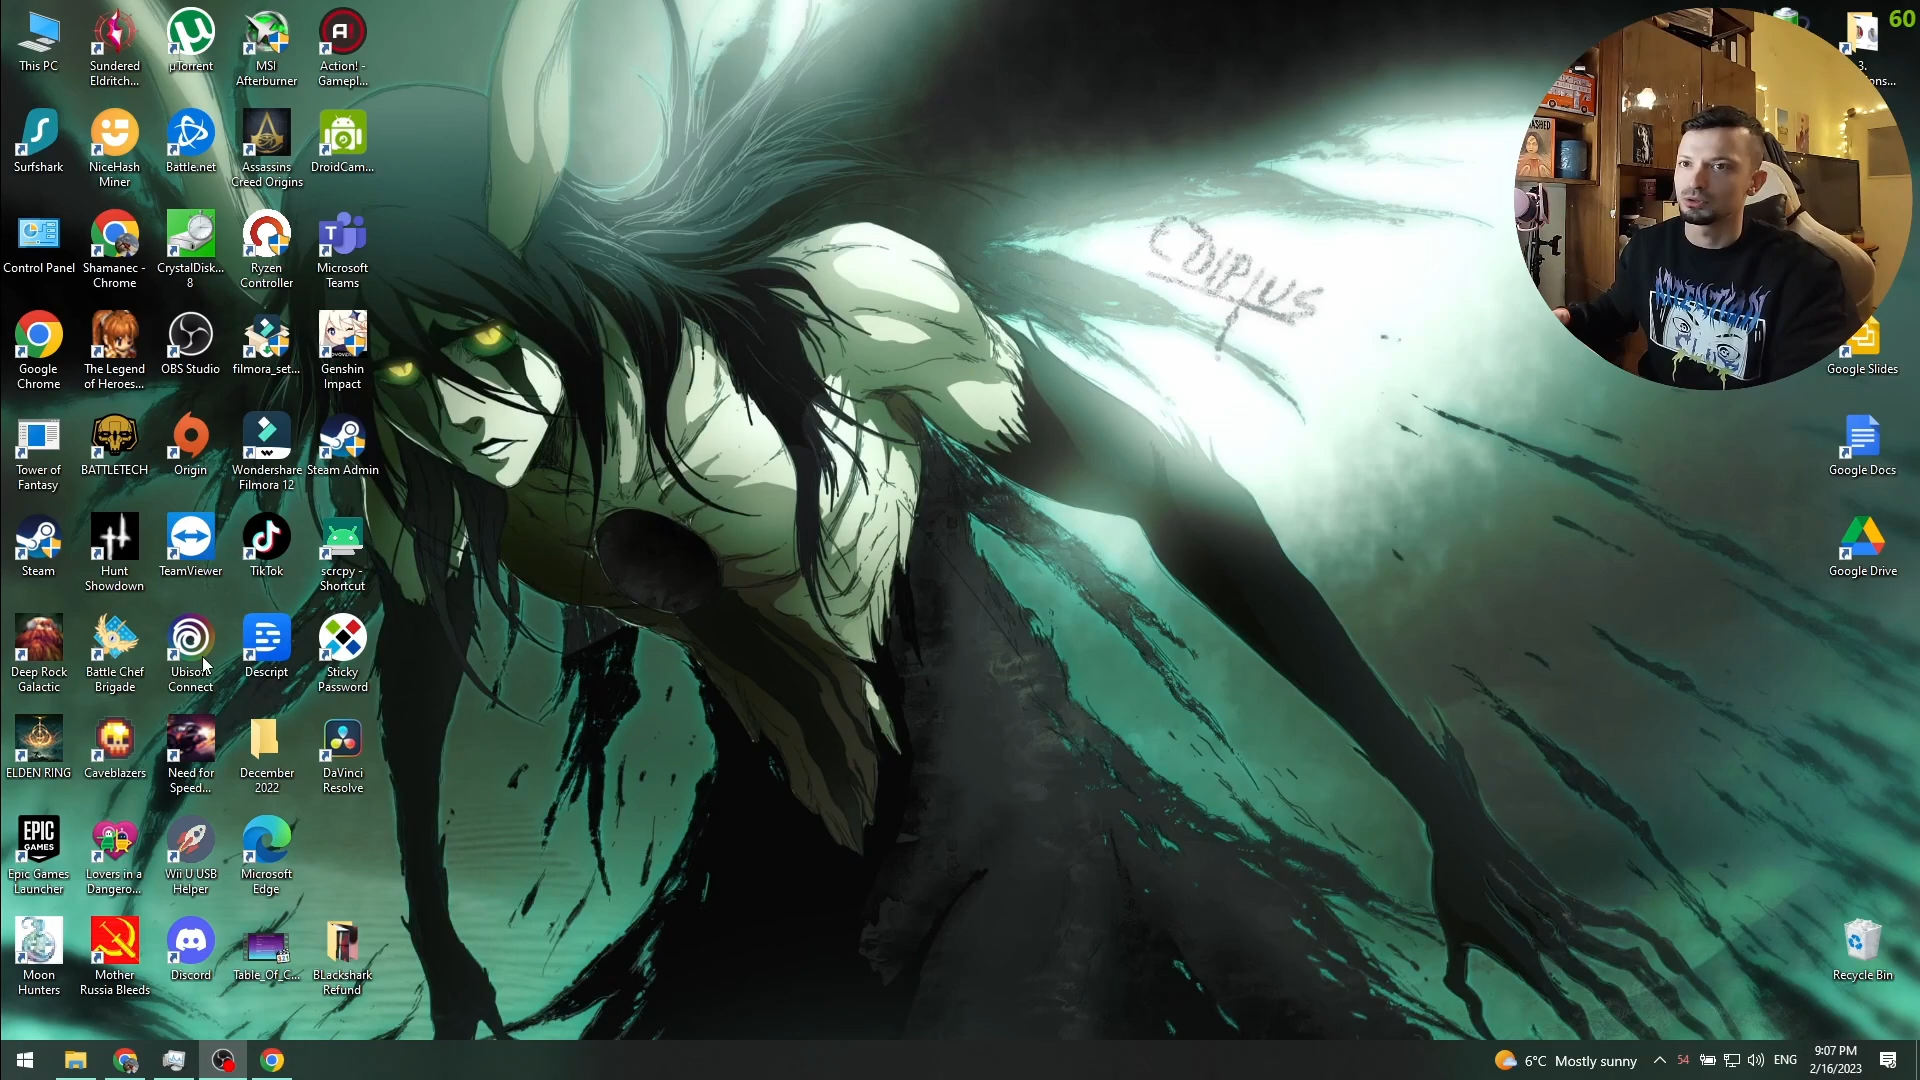 This PC
Sundered
Eldritch...
µTorrent
MSI
Afterburner
Action! -
Gamepl...
Surfshark
NiceHash
Miner
Battle.net
Assassins
Creed Origins
DroidCam...
Control Panel
Shamanec -
Chrome
CrystalDisk...
8
Ryzen
Controller
Microsoft
Teams
Google
Chrome
The Legend
of Heroes...
OBS Studio
filmora_set...
Genshin
Impact
Tower of
Fantasy
BATTLETECH
Origin
Wondershare
Filmora 12
Steam Admin
Steam
Hunt
Showdown
TeamViewer
TikTok
scrcpy -
Shortcut
Deep Rock
Galactic
Battle Chef
Brigade
Ubisoft
Connect
Descript
Sticky
Password
ELDEN RING
Caveblazers
Need for
Speed...
December
2022
DaVinci
Resolve
EPIC
GAMES
Epic Games
Launcher
Lovers in a
Dangero...
Wii U USB
Helper
Microsoft
Edge
Moon
Hunters
Mother
Russia Bleeds
Discord
Table_Of_C...
BLackshark
Refund
60
3.
ons...
Google Slides
Google Docs
Google Drive
Recycle Bin
6°C Mostly sunny
54
ENG
9:07 PM
2/16/2023